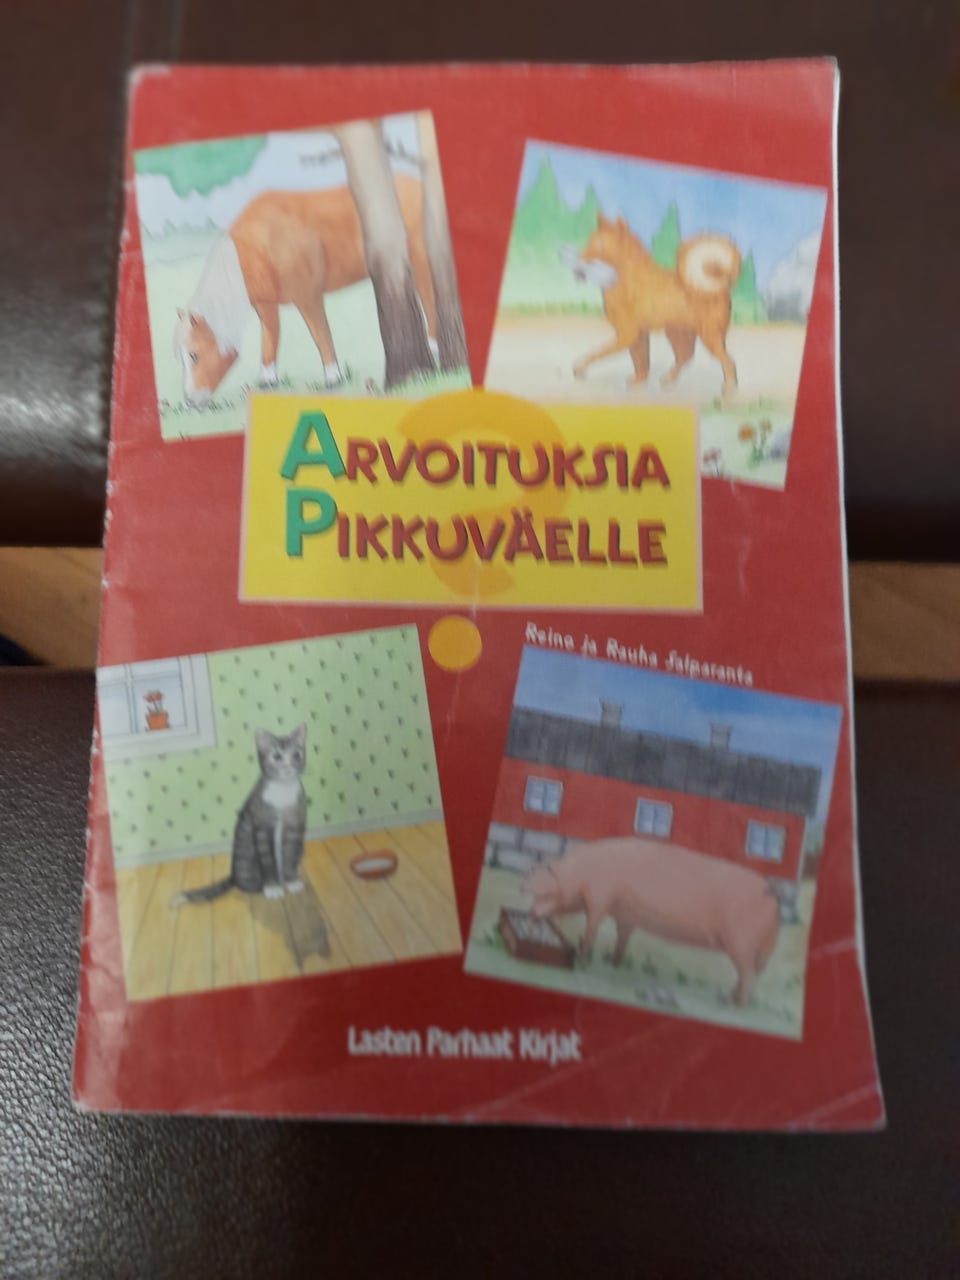 ARVOITUKSIA
PIKKUVÄELLE
Reino ja Rauha Salparanta
Lasten Parhaat Kirjat